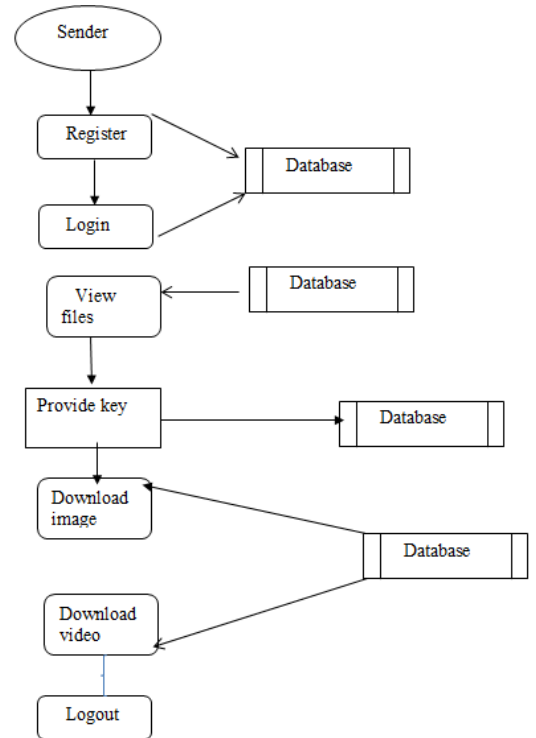 Sender
Register
Database
Login
Database
View
files
Provide key
Database
Download
image
Database
Download
video
Logout